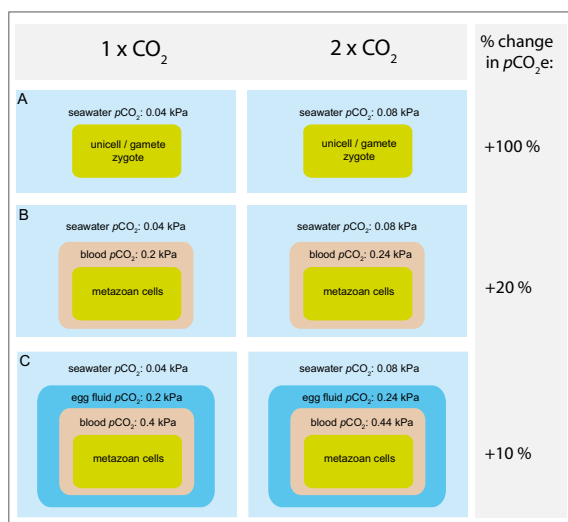 1 x CO₂
2 x CO₂
% change
in pCO₂e:
A
seawater pCO₂: 0.04 kPa
unicell / gamete
zygote
seawater pCO₂: 0.08 kPa
unicell / gamete
zygote
+100 %
B
seawater pCO₂: 0.04 kPa
blood pCO₂: 0.2 kPa
metazoan cells
seawater pCO₂: 0.08 kPa
blood pCO₂: 0.24 kPa
metazoan cells
+20 %
C
seawater pCO₂: 0.04 kPa
egg fluid pCO₂: 0.2 kPa
blood pCO₂: 0.4 kPa
metazoan cells
seawater pCO₂: 0.08 kPa
egg fluid pCO₂: 0.24 kPa
blood pCO₂: 0.44 kPa
metazoan cells
+10 %